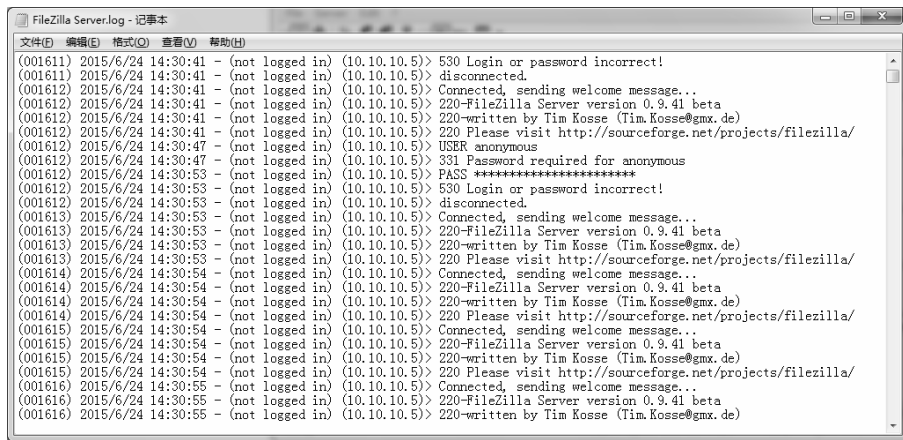 FileZilla Server.log - 记事本
文件(F) 编辑(E) 格式(O) 查看(V) 帮助(H)
(001611) 2015/6/24 14:30:41 - (not logged in) (10.10.10.5)> 530 Login or password incorrect!
(001611) 2015/6/24 14:30:41 - (not logged in) (10.10.10.5)> disconnected.
(001612) 2015/6/24 14:30:41 - (not logged in) (10.10.10.5)> Connected, sending welcome message...
(001612) 2015/6/24 14:30:41 - (not logged in) (10.10.10.5)> 220-FileZilla Server version 0.9.41 beta
(001612) 2015/6/24 14:30:41 - (not logged in) (10.10.10.5)> 220-written by Tim Kosse (Tim.Kosse@gmx.de)
(001612) 2015/6/24 14:30:41 - (not logged in) (10.10.10.5)> 220 Please visit http://sourceforge.net/projects/filezilla/
(001612) 2015/6/24 14:30:47 - (not logged in) (10.10.10.5)> USER anonymous
(001612) 2015/6/24 14:30:47 - (not logged in) (10.10.10.5)> 331 Password required for anonymous
(001612) 2015/6/24 14:30:53 - (not logged in) (10.10.10.5)> PASS ***********************
(001612) 2015/6/24 14:30:53 - (not logged in) (10.10.10.5)> 530 Login or password incorrect!
(001612) 2015/6/24 14:30:53 - (not logged in) (10.10.10.5)> disconnected.
(001613) 2015/6/24 14:30:53 - (not logged in) (10.10.10.5)> Connected, sending welcome message...
(001613) 2015/6/24 14:30:53 - (not logged in) (10.10.10.5)> 220-FileZilla Server version 0.9.41 beta
(001613) 2015/6/24 14:30:53 - (not logged in) (10.10.10.5)> 220-written by Tim Kosse (Tim.Kosse@gmx.de)
(001613) 2015/6/24 14:30:53 - (not logged in) (10.10.10.5)> 220 Please visit http://sourceforge.net/projects/filezilla/
(001614) 2015/6/24 14:30:54 - (not logged in) (10.10.10.5)> Connected, sending welcome message...
(001614) 2015/6/24 14:30:54 - (not logged in) (10.10.10.5)> 220-FileZilla Server version 0.9.41 beta
(001614) 2015/6/24 14:30:54 - (not logged in) (10.10.10.5)> 220-written by Tim Kosse (Tim.Kosse@gmx.de)
(001614) 2015/6/24 14:30:54 - (not logged in) (10.10.10.5)> 220 Please visit http://sourceforge.net/projects/filezilla/
(001615) 2015/6/24 14:30:54 - (not logged in) (10.10.10.5)> Connected, sending welcome message...
(001615) 2015/6/24 14:30:54 - (not logged in) (10.10.10.5)> 220-FileZilla Server version 0.9.41 beta
(001615) 2015/6/24 14:30:54 - (not logged in) (10.10.10.5)> 220-written by Tim Kosse (Tim.Kosse@gmx.de)
(001615) 2015/6/24 14:30:54 - (not logged in) (10.10.10.5)> 220 Please visit http://sourceforge.net/projects/filezilla/
(001616) 2015/6/24 14:30:55 - (not logged in) (10.10.10.5)> Connected, sending welcome message...
(001616) 2015/6/24 14:30:55 - (not logged in) (10.10.10.5)> 220-FileZilla Server version 0.9.41 beta
(001616) 2015/6/24 14:30:55 - (not logged in) (10.10.10.5)> 220-written by Tim Kosse (Tim.Kosse@gmx.de)